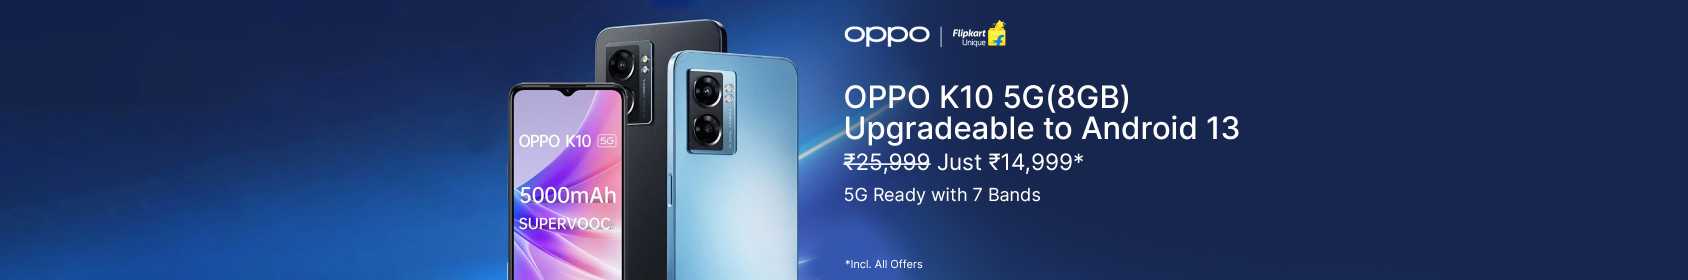 oppo
Flipkart
Unique
OPPO K10 5G(8GB)
Upgradeable to Android 13
₹25,999 Just ₹14,999*
5G Ready with 7 Bands
*Incl. All Offers
OPPO K10 5G
5000mAh
SUPERVOOC